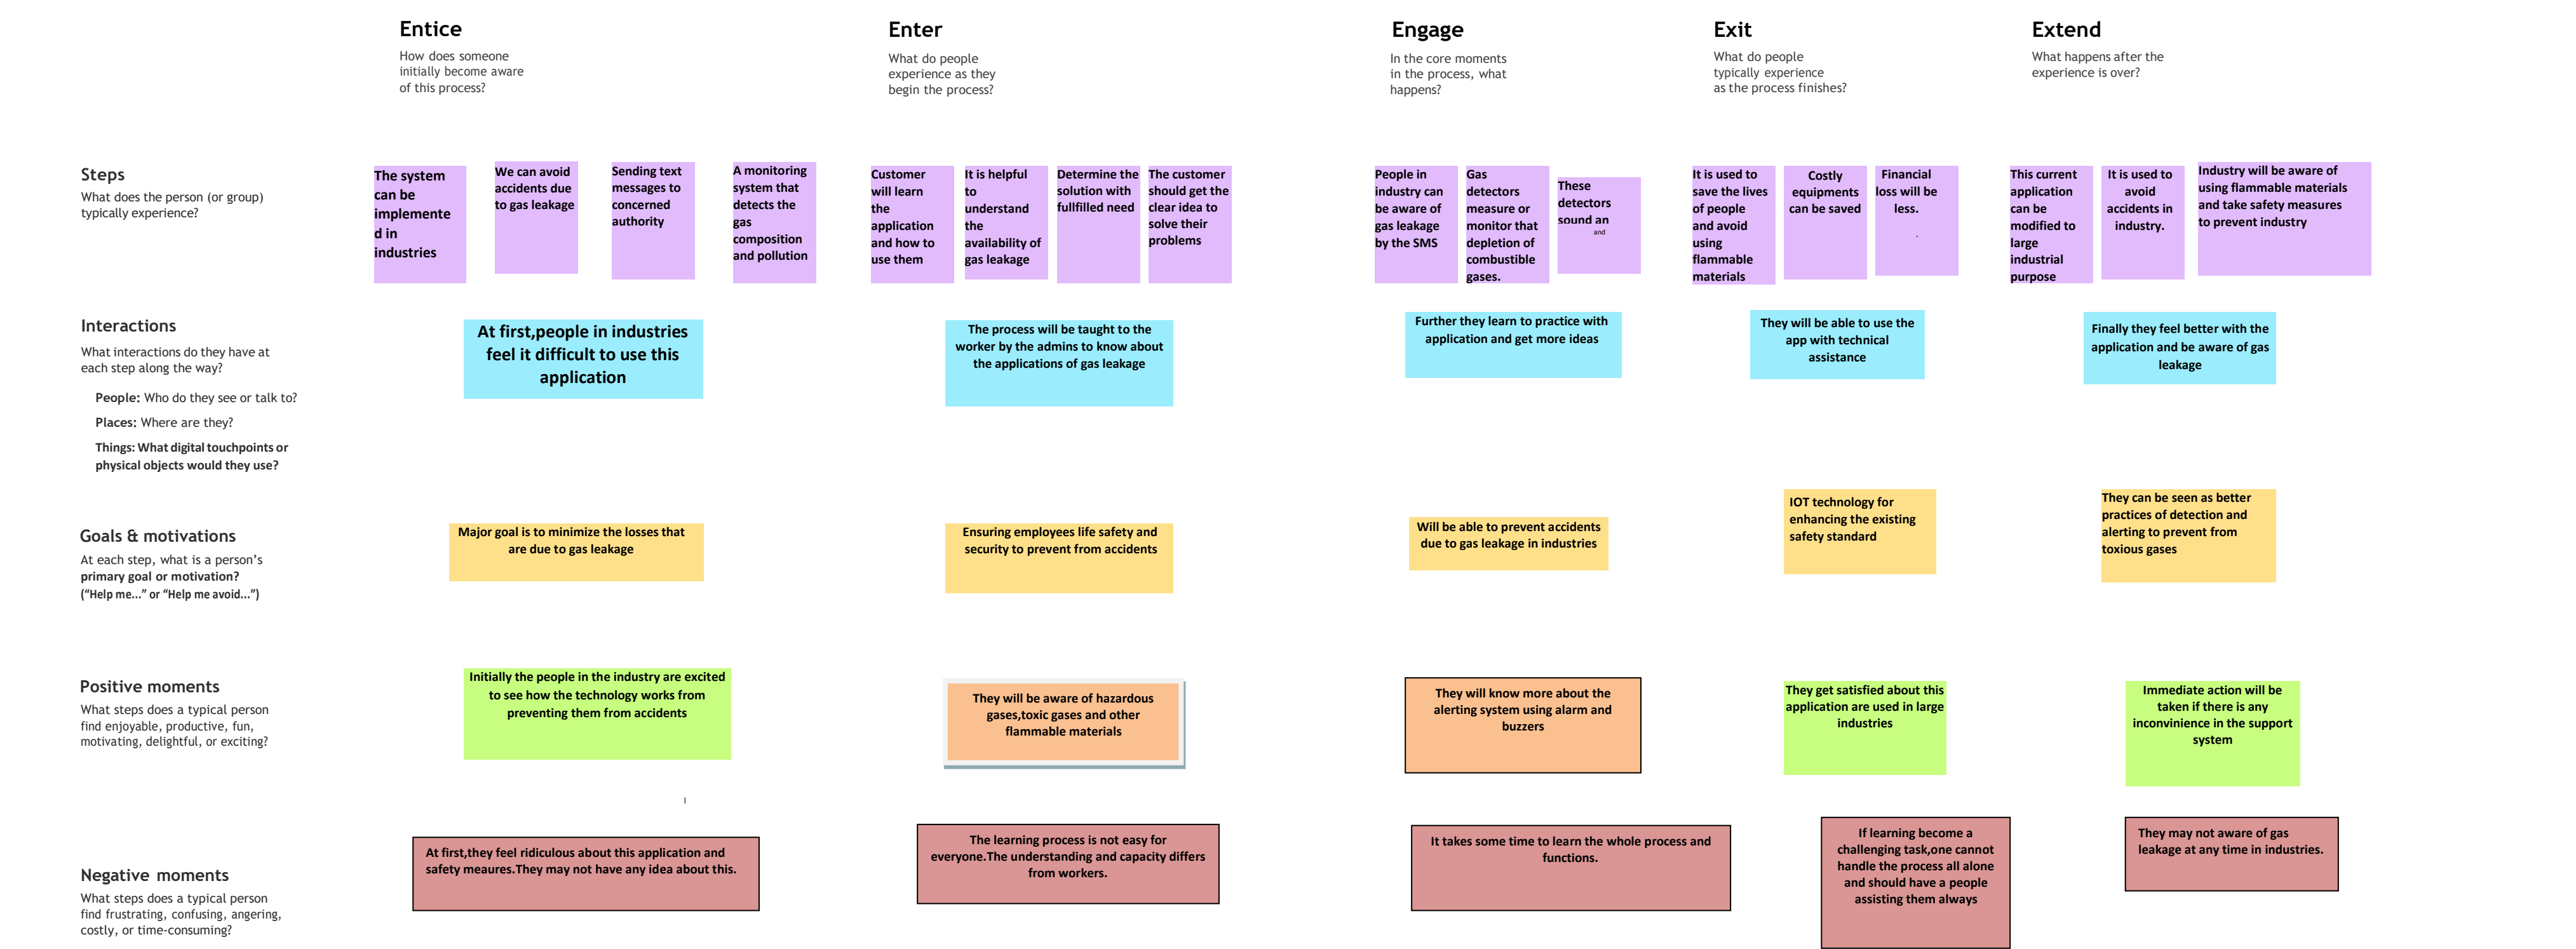 Entice
How does someone
initially become aware
of this process?
Enter
What do people
experience as they
begin the process?
Engage
In the core moments
in the process, what
happens?
Exit
What do people
typically experience
as the process finishes?
Extend
What happens after the
experience is over?
Steps
What does the person (or group)
typically experience?
The system
can be
implemente
d in
industries
We can avoid
accidents due
to gas leakage
Sending text
messages to
concerned
authority
A monitoring
system that
detects the
gas
composition
and pollution
Customer
will learn
the
application
and how to
use them
It is helpful
to
understand
the
availability of
gas leakage
Determine the
solution with
fullfilled need
The customer
should get the
clear idea to
solve their
problems
People in
industry can
be aware of
gas leakage
by the SMS
Gas
detectors
measure or
monitor that
depletion of
combustible
gases.
These
detectors
sound an
and
It is used to
save the lives
of people
and avoid
using
flammable
materials
Costly
equipments
can be saved
Financial
loss will be
less.
.
This current
application
can be
modified to
large
industrial
purpose
It is used to
avoid
accidents in
industry.
Industry will be aware of
using flammable materials
and take safety measures
to prevent industry
Interactions
What interactions do they have at
each step along the way?
People: Who do they see or talk to?
Places: Where are they?
Things: What digital touchpoints or
physical objects would they use?
At first,people in industries
feel it difficult to use this
application
The process will be taught to the
worker by the admins to know about
the applications of gas leakage
Further they learn to practice with
application and get more ideas
They will be able to use the
app with technical
assistance
Finally they feel better with the
application and be aware of gas
leakage
Goals & motivations
At each step, what is a person's
primary goal or motivation?
(“Help me...” or “Help me avoid...”)
Major goal is to minimize the losses that
are due to gas leakage
Ensuring employees life safety and
security to prevent from accidents
Will be able to prevent accidents
due to gas leakage in industries
IOT technology for
enhancing the existing
safety standard
They can be seen as better
practices of detection and
alerting to prevent from
toxious gases
Positive moments
What steps does a typical person
find enjoyable, productive, fun,
motivating, delightful, or exciting?
Initially the people in the industry are excited
to see how the technology works from
preventing them from accidents
They will be aware of hazardous
gases,toxic gases and other
flammable materials
They will know more about the
alerting system using alarm and
buzzers
They get satisfied about this
application are used in large
industries
Immediate action will be
taken if there is any
inconvinience in the support
system
Negative moments
What steps does a typical person
find frustrating, confusing, angering,
costly, or time-consuming?
At first,they feel ridiculous about this application and
safety meaures.They may not have any idea about this.
The learning process is not easy for
everyone.The understanding and capacity differs
from workers.
It takes some time to learn the whole process and
functions.
If learning become a
challenging task,one cannot
handle the process all alone
and should have a people
assisting them always
They may not aware of gas
leakage at any time in industries.